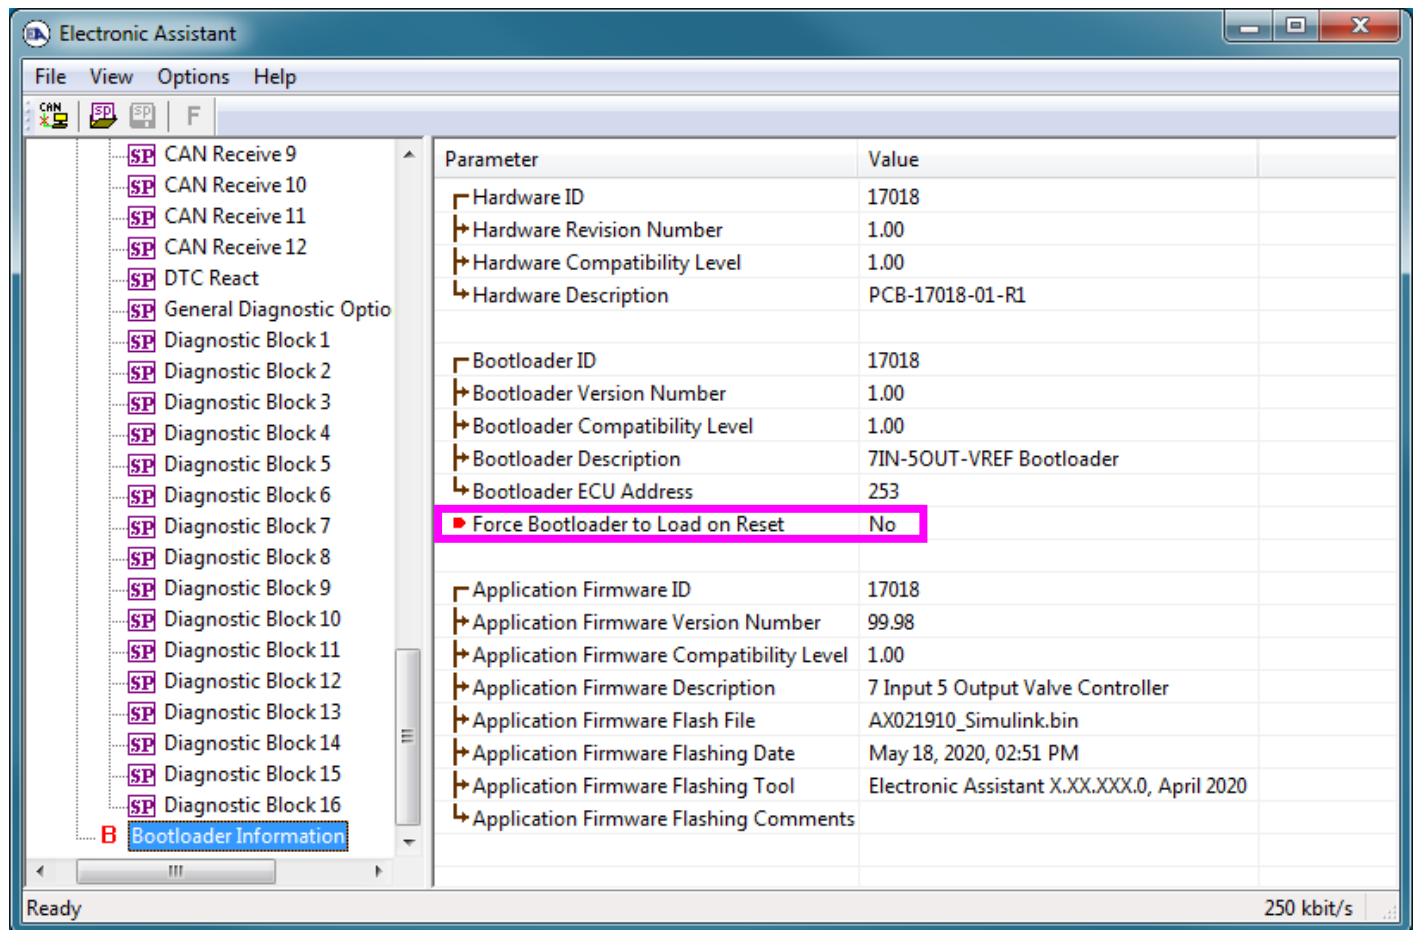 EA Electronic Assistant
File View Options Help
CAN SP SP F
SP CAN Receive 9
SP CAN Receive 10
SP CAN Receive 11
SP CAN Receive 12
SP DTC React
SP General Diagnostic Optio
SP Diagnostic Block 1
SP Diagnostic Block 2
SP Diagnostic Block 3
SP Diagnostic Block 4
SP Diagnostic Block 5
SP Diagnostic Block 6
SP Diagnostic Block 7
SP Diagnostic Block 8
SP Diagnostic Block 9
SP Diagnostic Block 10
SP Diagnostic Block 11
SP Diagnostic Block 12
SP Diagnostic Block 13
SP Diagnostic Block 14
SP Diagnostic Block 15
SP Diagnostic Block 16
B Bootloader Information
Parameter Value
Hardware ID 17018
Hardware Revision Number 1.00
Hardware Compatibility Level 1.00
Hardware Description PCB-17018-01-R1
Bootloader ID 17018
Bootloader Version Number 1.00
Bootloader Compatibility Level 1.00
Bootloader Description 7IN-5OUT-VREF Bootloader
Bootloader ECU Address 253
Force Bootloader to Load on Reset No
Application Firmware ID 17018
Application Firmware Version Number 99.98
Application Firmware Compatibility Level 1.00
Application Firmware Description 7 Input 5 Output Valve Controller
Application Firmware Flash File AX021910_Simulink.bin
Application Firmware Flashing Date May 18, 2020, 02:51 PM
Application Firmware Flashing Tool Electronic Assistant X.XX.XXX.0, April 2020
Application Firmware Flashing Comments
Ready 250 kbit/s